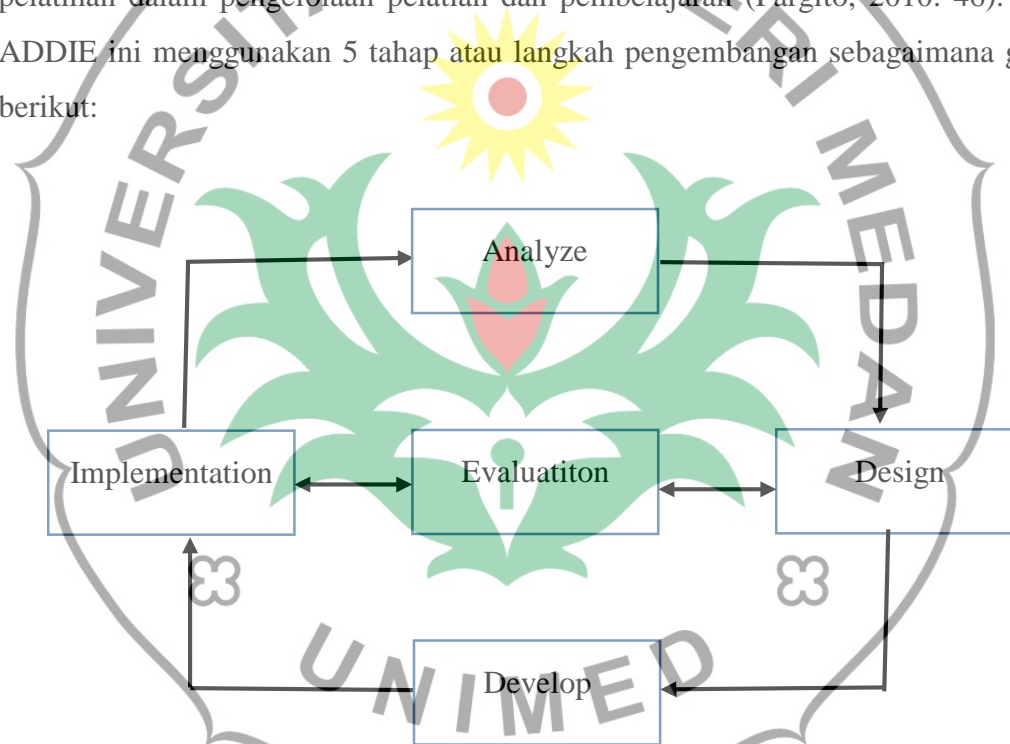 pelatihan dalam pengelolaan pelatian dan pembelajaran (Pargito, 2010: 46).
ADDIE ini menggunakan 5 tahap atau langkah pengembangan sebagaimana
berikut:
Analyze
Implementation
Evaluatiton
Design
Develop
UNIMED